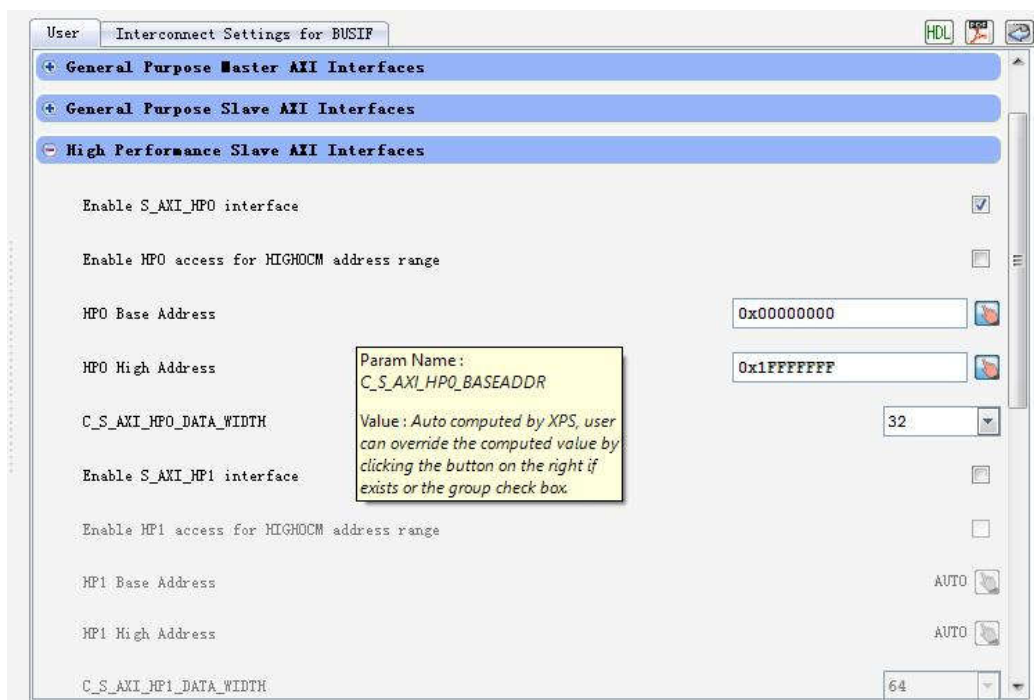 User
Interconnect Settings for BUSIF
HDL
PDF
General Purpose Master AXI Interfaces
General Purpose Slave AXI Interfaces
High Performance Slave AXI Interfaces
Enable S_AXI_HP0 interface
Enable HP0 access for HIGHOCM address range
HP0 Base Address 0x00000000
HP0 High Address 0x1FFFFFFF
Param Name :
C_S_AXI_HP0_BASEADDR
Value : Auto computed by XPS, user
can override the computed value by
clicking the button on the right if
exists or the group check box.
C_S_AXI_HP0_DATA_WIDTH 32
Enable S_AXI_HP1 interface
Enable HP1 access for HIGHOCM address range
HP1 Base Address AUTO
HP1 High Address AUTO
C_S_AXI_HP1_DATA_WIDTH 64